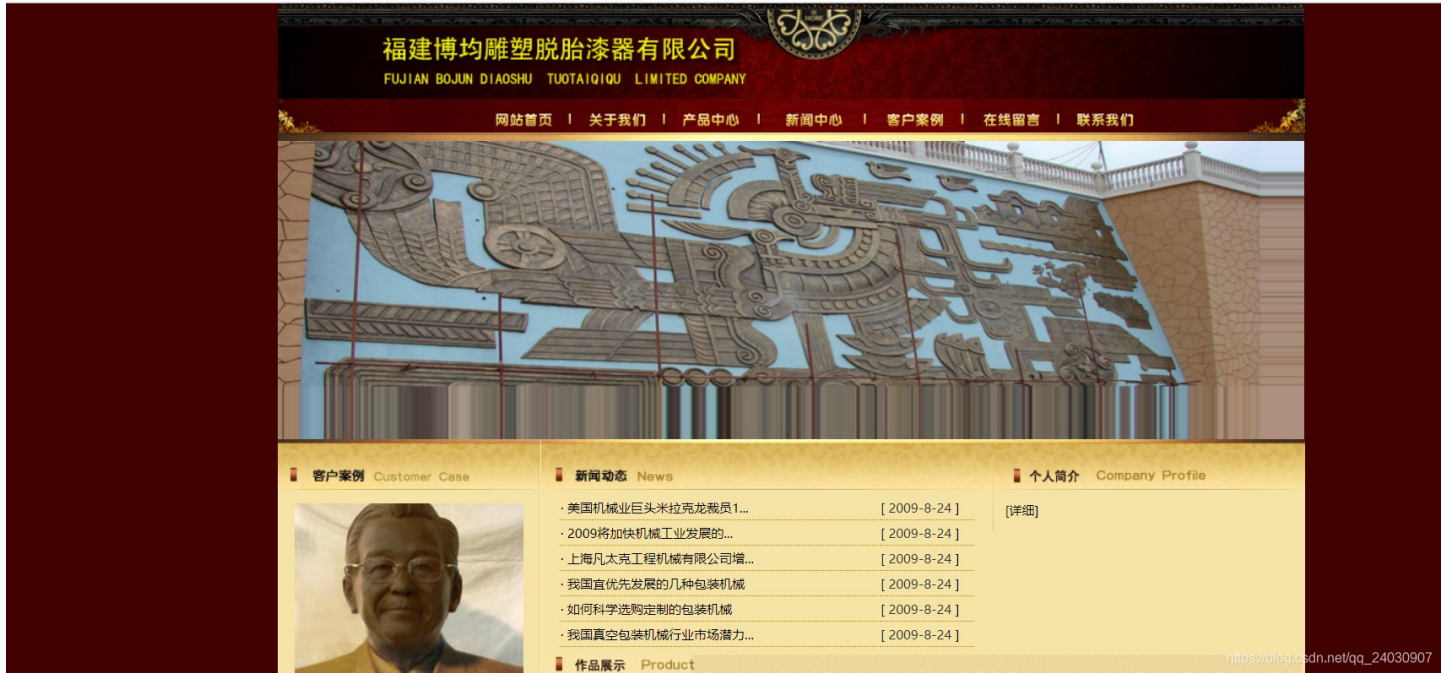 MORE
福建博均雕塑脱胎漆器有限公司
FUJIAN BOJUN DIAOSHU TUOTAIQIQU LIMITED COMPANY
网站首页 | 关于我们 | 产品中心 | 新闻中心 | 客户案例 | 在线留言 | 联系我们
客户案例 Customer Case
新闻动态 News
· 美国机械业巨头米拉克龙裁员1... [ 2009-8-24 ]
· 2009将加快机械工业发展的... [ 2009-8-24 ]
· 上海凡太克工程机械有限公司增... [ 2009-8-24 ]
· 我国宜优先发展的几种包装机械 [ 2009-8-24 ]
· 如何科学选购定制的包装机械 [ 2009-8-24 ]
· 我国真空包装机械行业市场潜力... [ 2009-8-24 ]
作品展示 Product
个人简介 Company Profile
[详细]
https://blog.csdn.net/qq_24030907